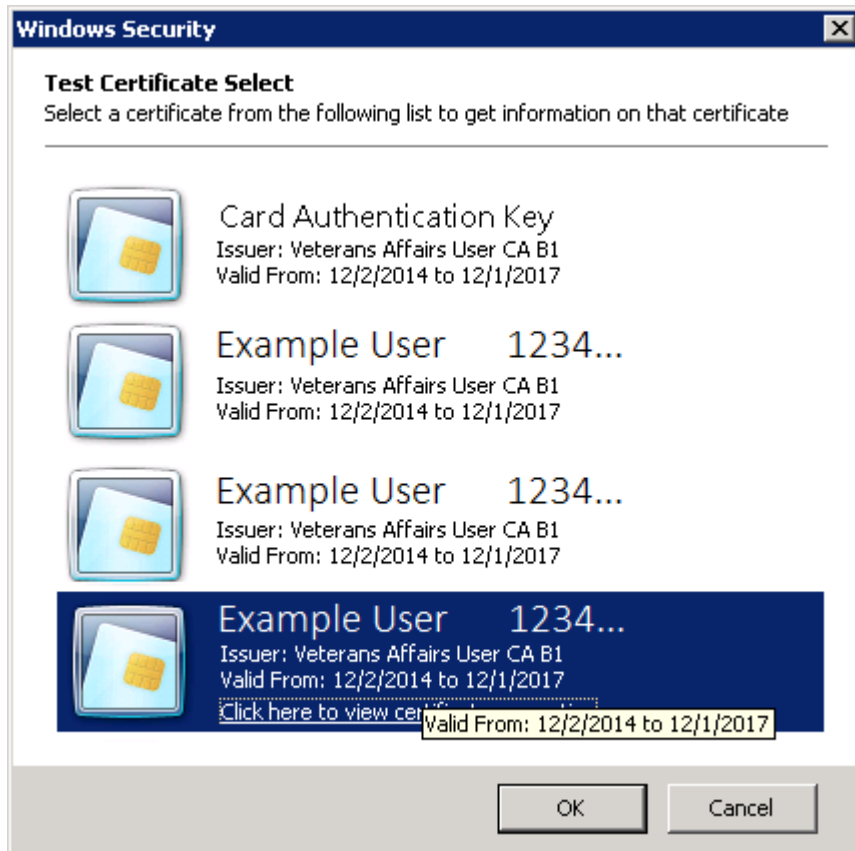 Windows Security
Test Certificate Select
Select a certificate from the following list to get information on that certificate
Card Authentication Key
Issuer: Veterans Affairs User CA B1
Valid From: 12/2/2014 to 12/1/2017
Example User 1234...
Issuer: Veterans Affairs User CA B1
Valid From: 12/2/2014 to 12/1/2017
Example User 1234...
Issuer: Veterans Affairs User CA B1
Valid From: 12/2/2014 to 12/1/2017
Example User 1234...
Issuer: Veterans Affairs User CA B1
Valid From: 12/2/2014 to 12/1/2017
Click here to view
Valid From: 12/2/2014 to 12/1/2017
OK Cancel